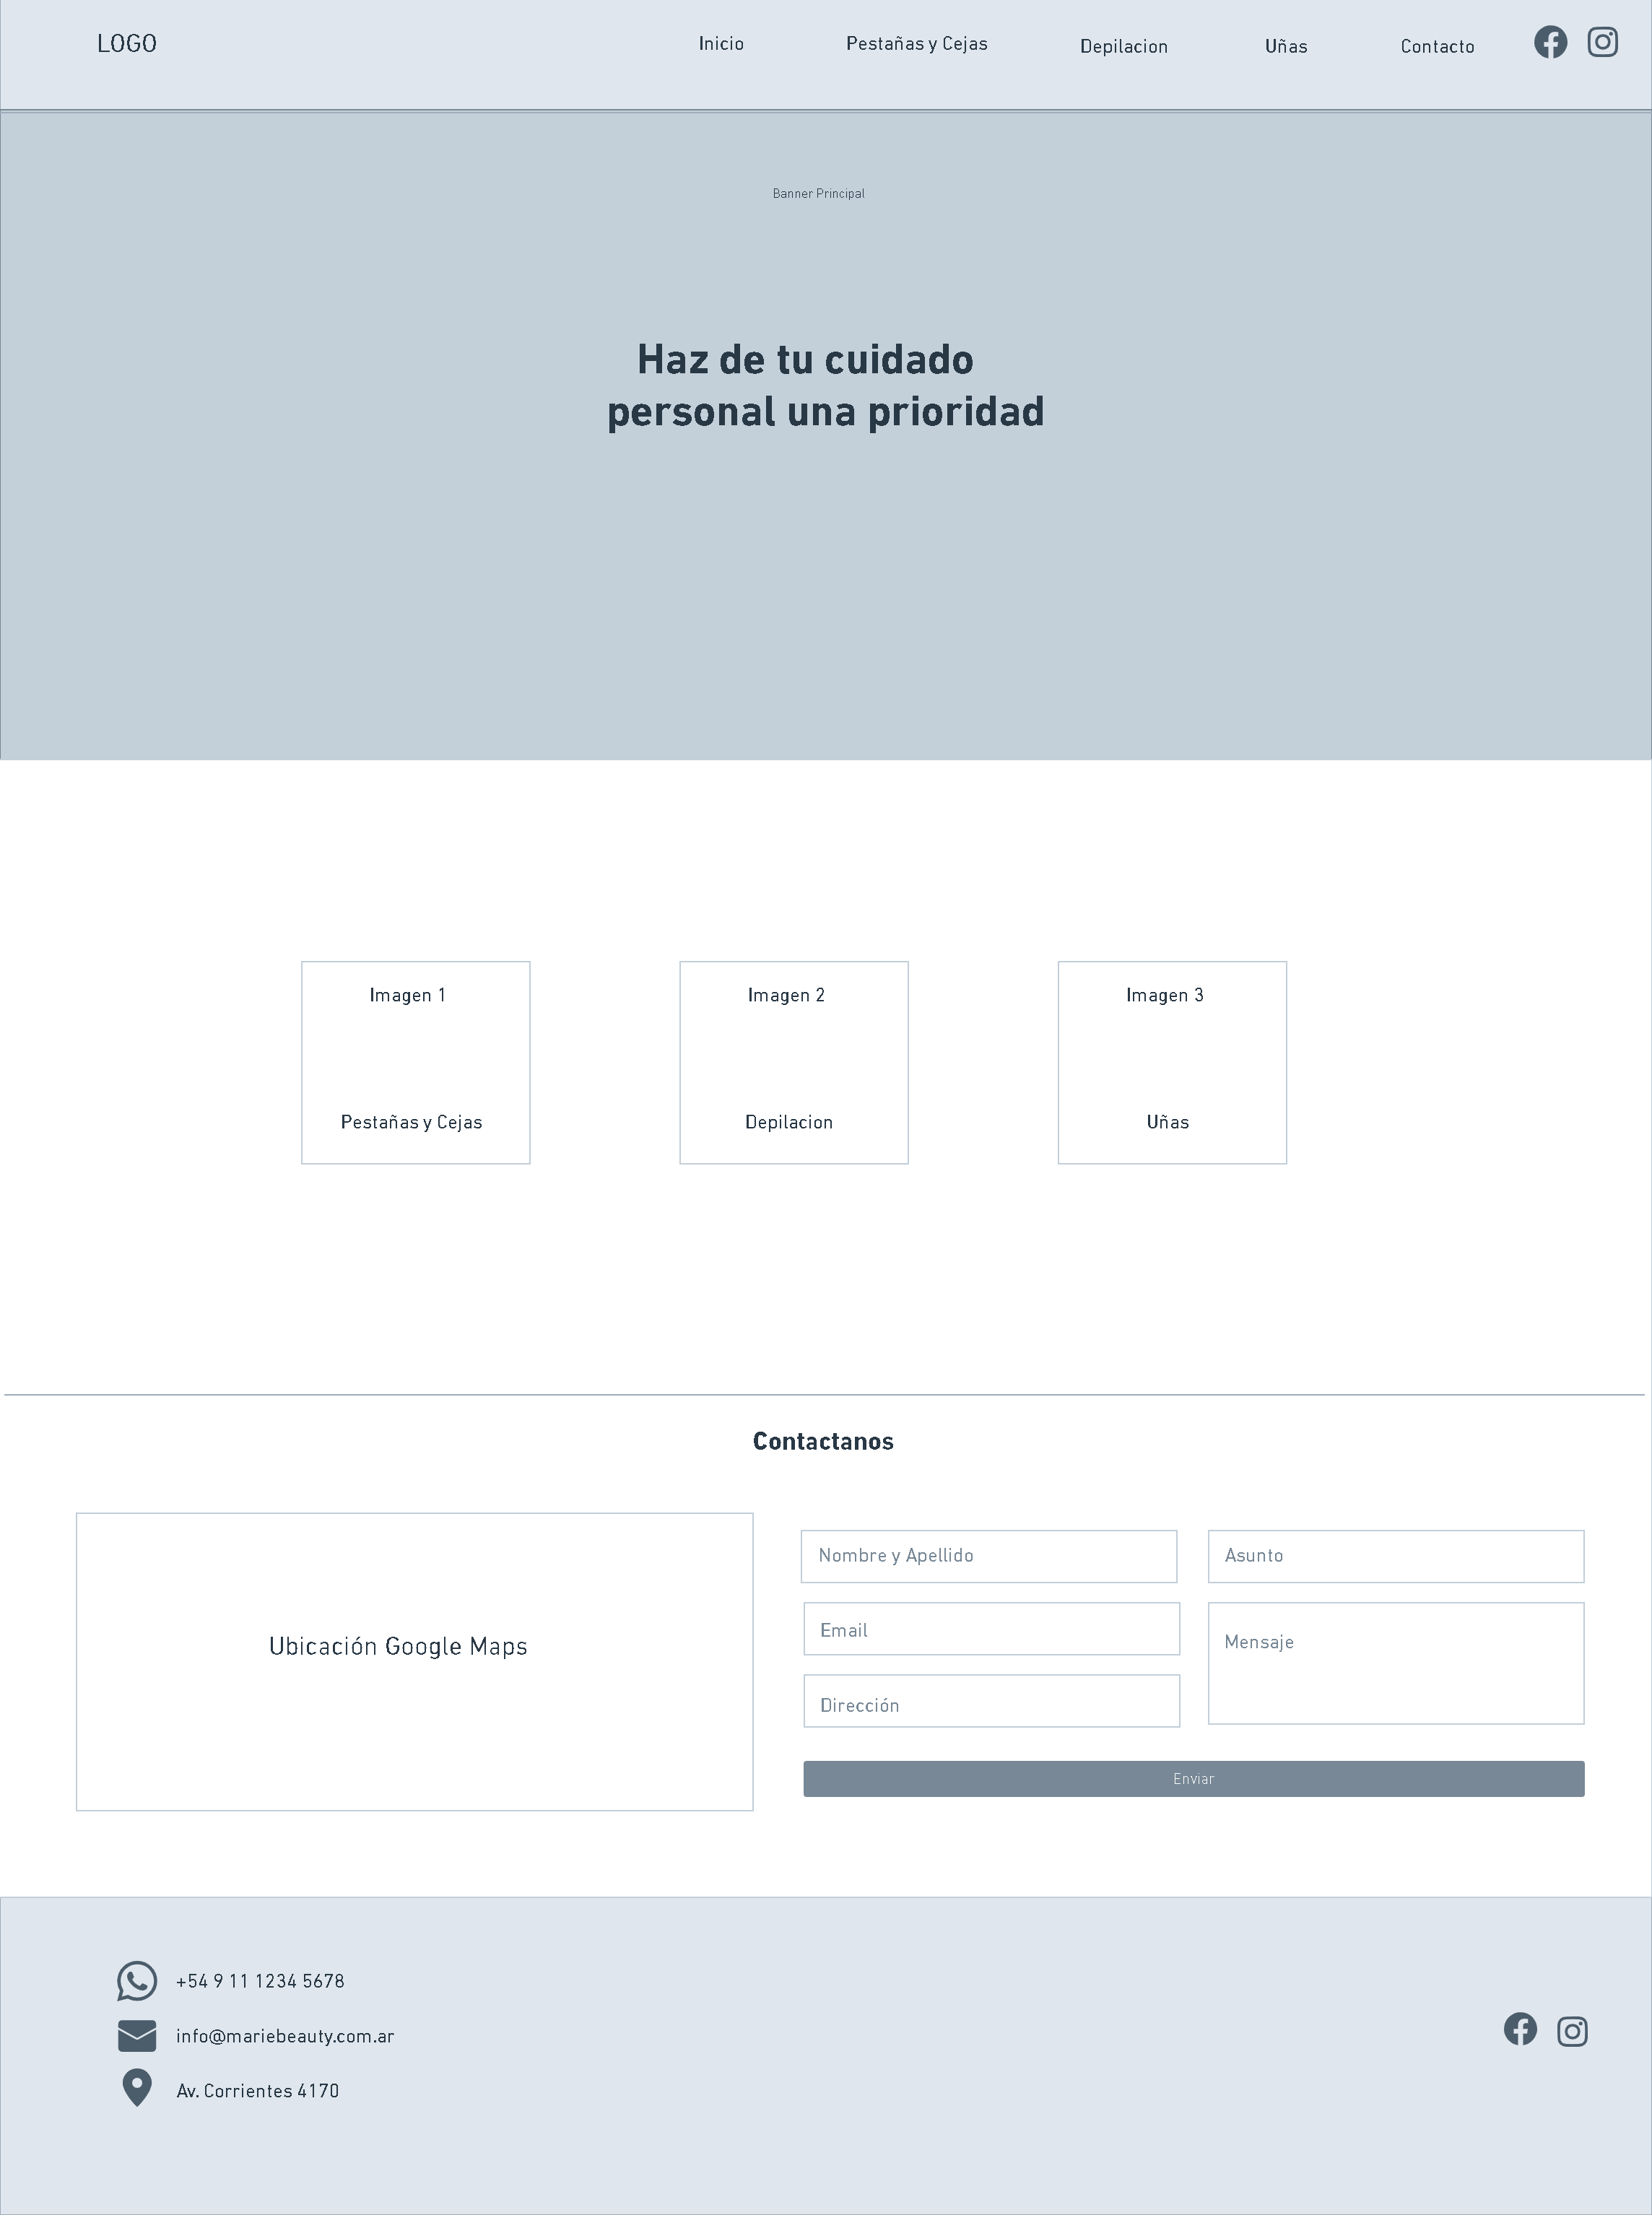 LOGO
Inicio
Pestañas y Cejas
Depilacion
Uñas
Contacto
Banner Principal
Haz de tu cuidado
personal una prioridad
Imagen 1
Pestañas y Cejas
Imagen 2
Depilacion
Imagen 3
Uñas
Contactanos
Ubicación Google Maps
Nombre y Apellido
Asunto
Email
Mensaje
Dirección
Enviar
+54 9 11 1234 5678
info@mariebeauty.com.ar
Av. Corrientes 4170